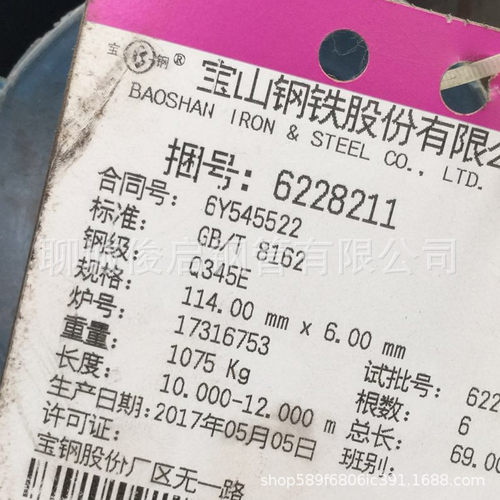 宝 钢 ®
宝山钢铁股份有限公
BAOSHAN IRON & STEEL CO., LTD.
捆号: 6228211
合同号: 6Y545522
标准: GB/T 8162
钢级: Q345E
规格: 114.00 mm x 6.00 mm
炉号: 17316753 试批号: 622
重量: 1075 Kg 根数: 6
长度: 10.000-12.000 m 总长: 69.00
生产日期: 2017年05月05日 班别:
许可证:
宝钢股份厂区无一路
聊城俊启钢管有限公司
shop589f6806ic391.1688.com